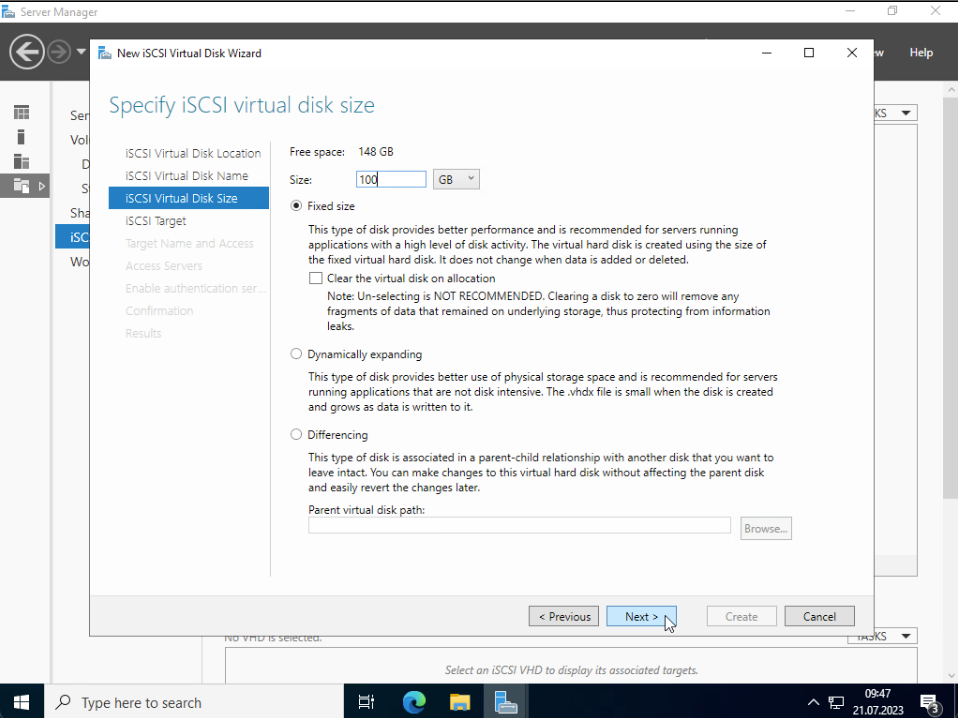 Server Manager
New iSCSI Virtual Disk Wizard
Help
Specify iSCSI virtual disk size
iSCSI Virtual Disk Location
iSCSI Virtual Disk Name
iSCSI Virtual Disk Size
iSCSI Target
Target Name and Access
Access Servers
Enable authentication ser...
Confirmation
Results
Free space: 148 GB
Size: 100 GB
Fixed size
This type of disk provides better performance and is recommended for servers running
applications with a high level of disk activity. The virtual hard disk is created using the size of
the fixed virtual hard disk. It does not change when data is added or deleted.
Clear the virtual disk on allocation
Note: Un-selecting is NOT RECOMMENDED. Clearing a disk to zero will remove any
fragments of data that remained on underlying storage, thus protecting from information
leaks.
Dynamically expanding
This type of disk provides better use of physical storage space and is recommended for servers
running applications that are not disk intensive. The .vhdx file is small when the disk is created
and grows as data is written to it.
Differencing
This type of disk is associated in a parent-child relationship with another disk that you want to
leave intact. You can make changes to this virtual hard disk without affecting the parent disk
and easily revert the changes later.
Parent virtual disk path:
Browse...
< Previous Next > Create Cancel
No VHD is selected.
TASKS
Select an iSCSI VHD to display its associated targets.
Type here to search
09:47
21.07.2023
3